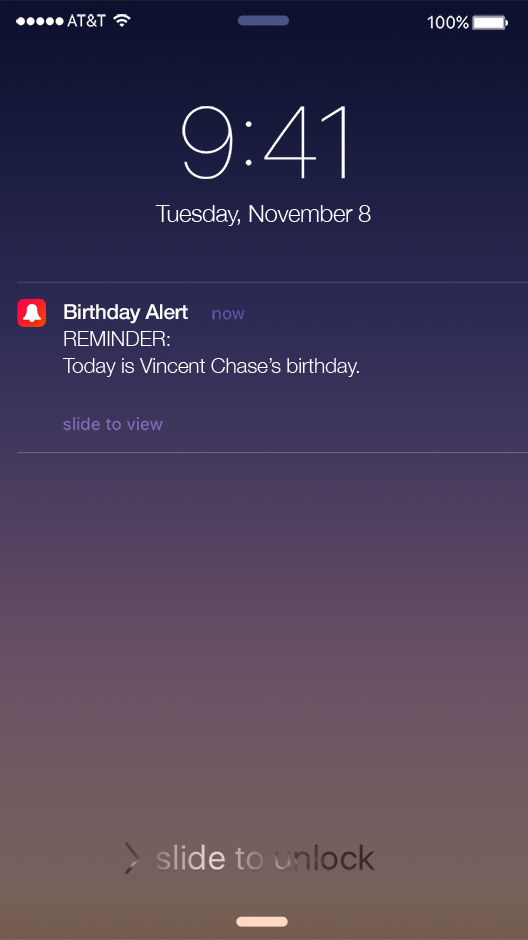 AT&T 100%
9:41
Tuesday, November 8
Birthday Alert now
REMINDER:
Today is Vincent Chase’s birthday.
slide to view
slide to unlock